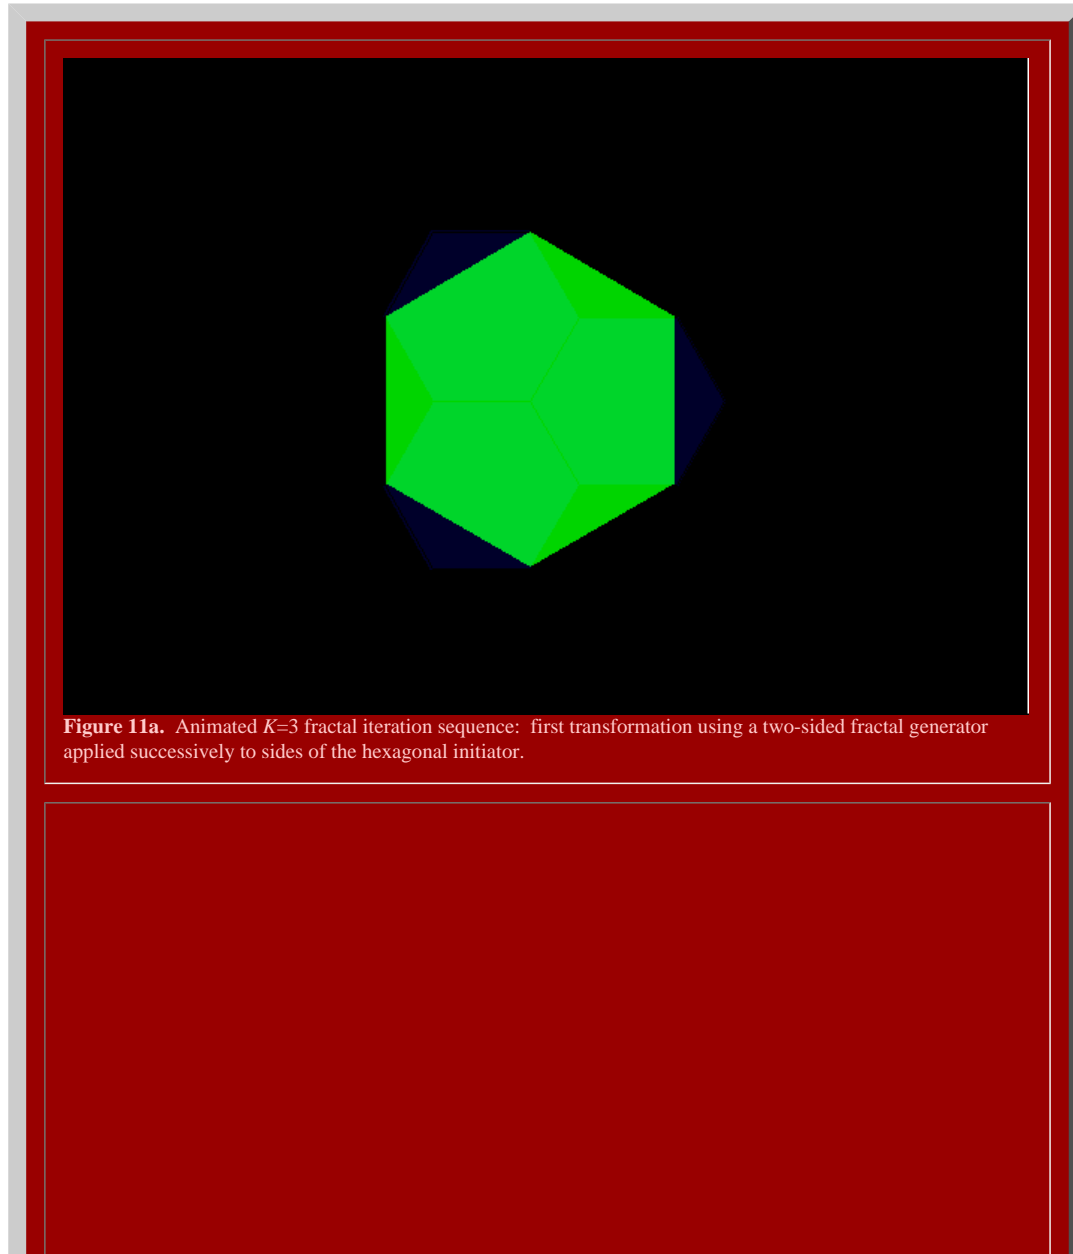 Figure 11a.  Animated K=3 fractal iteration sequence:  first transformation using a two-sided fractal generator
applied successively to sides of the hexagonal initiator.